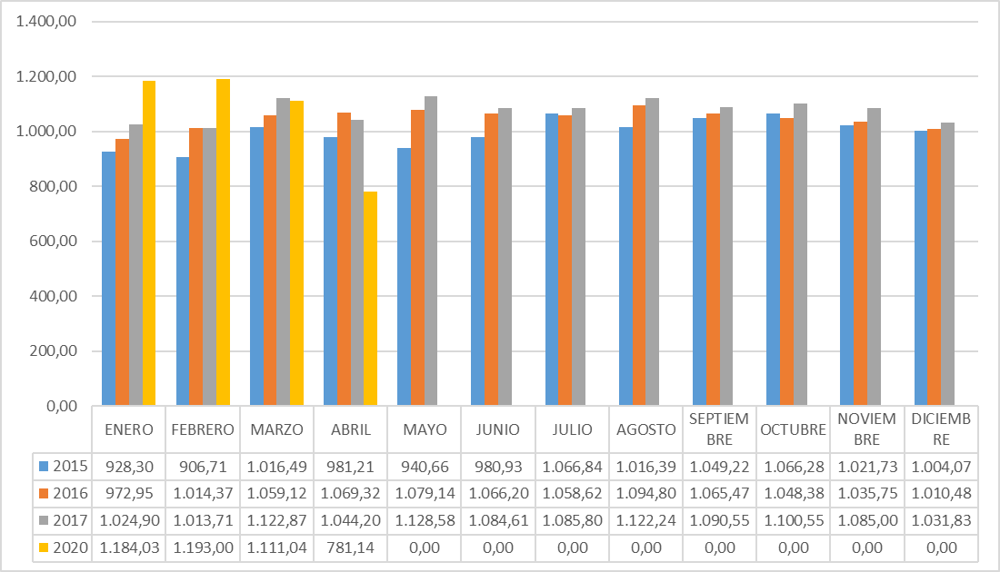 1.400,00
1.200,00
1.000,00
800,00
600,00
400,00
200,00
0,00
ENERO FEBRERO MARZO ABRIL MAYO JUNIO JULIO AGOSTO SEPTIEM
BRE OCTUBRE NOVIEM
BRE DICIEMB
RE
2015 928,30 906,71 1.016,49 981,21 940,66 980,93 1.066,84 1.016,39 1.049,22 1.066,28 1.021,73 1.004,07
2016 972,95 1.014,37 1.059,12 1.069,32 1.079,14 1.066,20 1.058,62 1.094,80 1.065,47 1.048,38 1.035,75 1.010,48
2017 1.024,90 1.013,71 1.122,87 1.044,20 1.128,58 1.084,61 1.085,80 1.122,24 1.090,55 1.100,55 1.085,00 1.031,83
2020 1.184,03 1.193,00 1.111,04 781,14 0,00 0,00 0,00 0,00 0,00 0,00 0,00 0,00